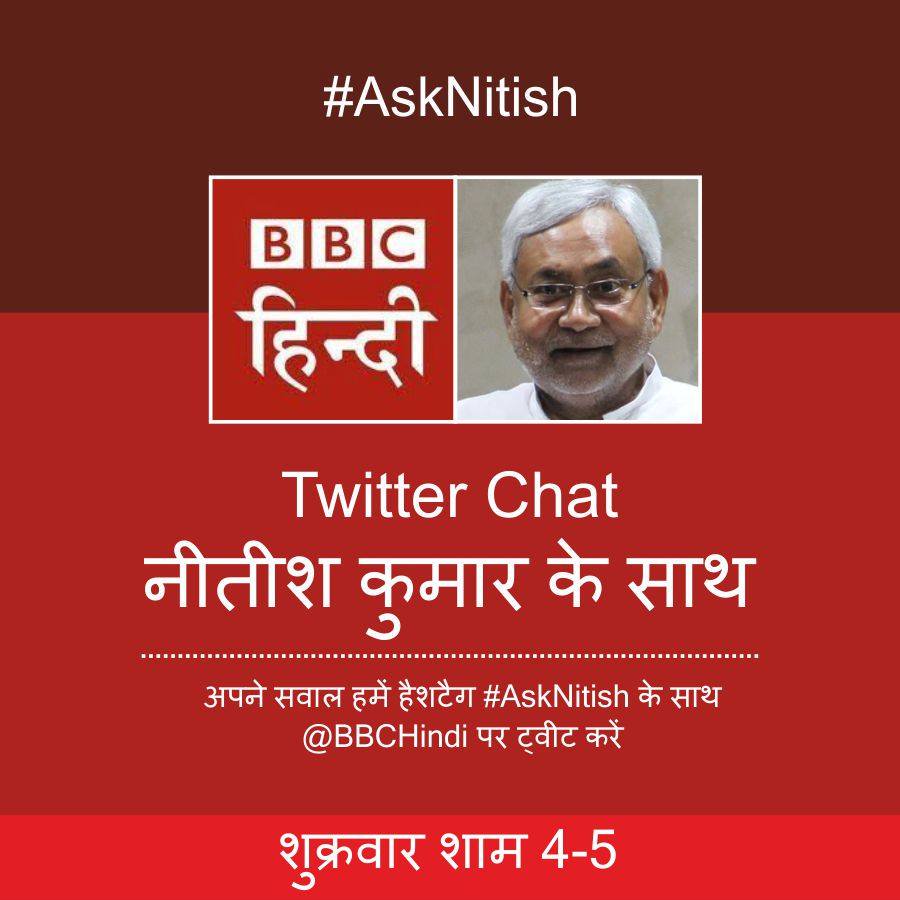 #AskNitish
BBC
हिन्दी
Twitter Chat
नीतीश कुमार के साथ
अपने सवाल हमें हैशटैग #AskNitish के साथ
@BBCHindi पर ट्वीट करें
शुक्रवार शाम 4-5